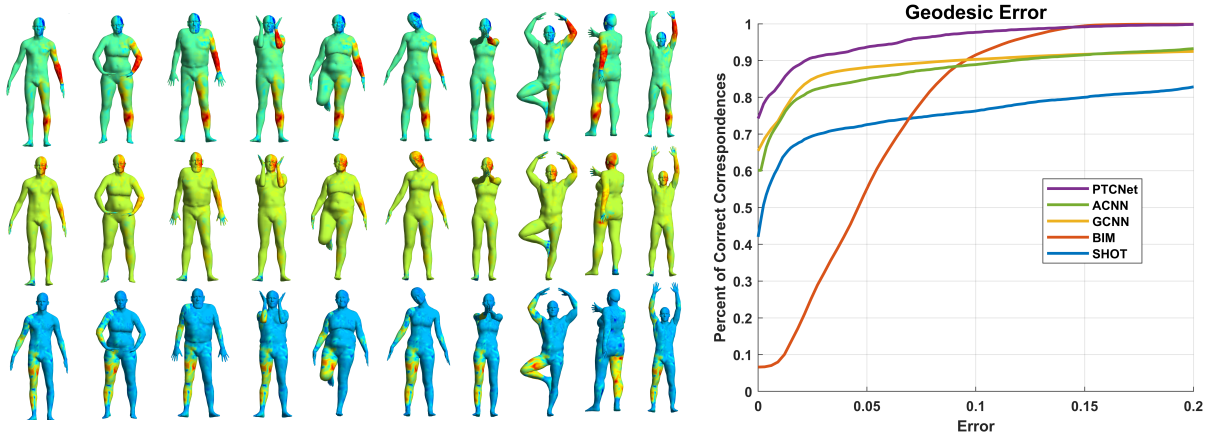 Geodesic Error
Percent of Correct Correspondences
1
0.9
0.8
0.7
0.6
0.5
0.4
0.3
0.2
0.1
0
PTCNet
ACNN
GCNN
BIM
SHOT
0 0.05 0.1 0.15 0.2
Error